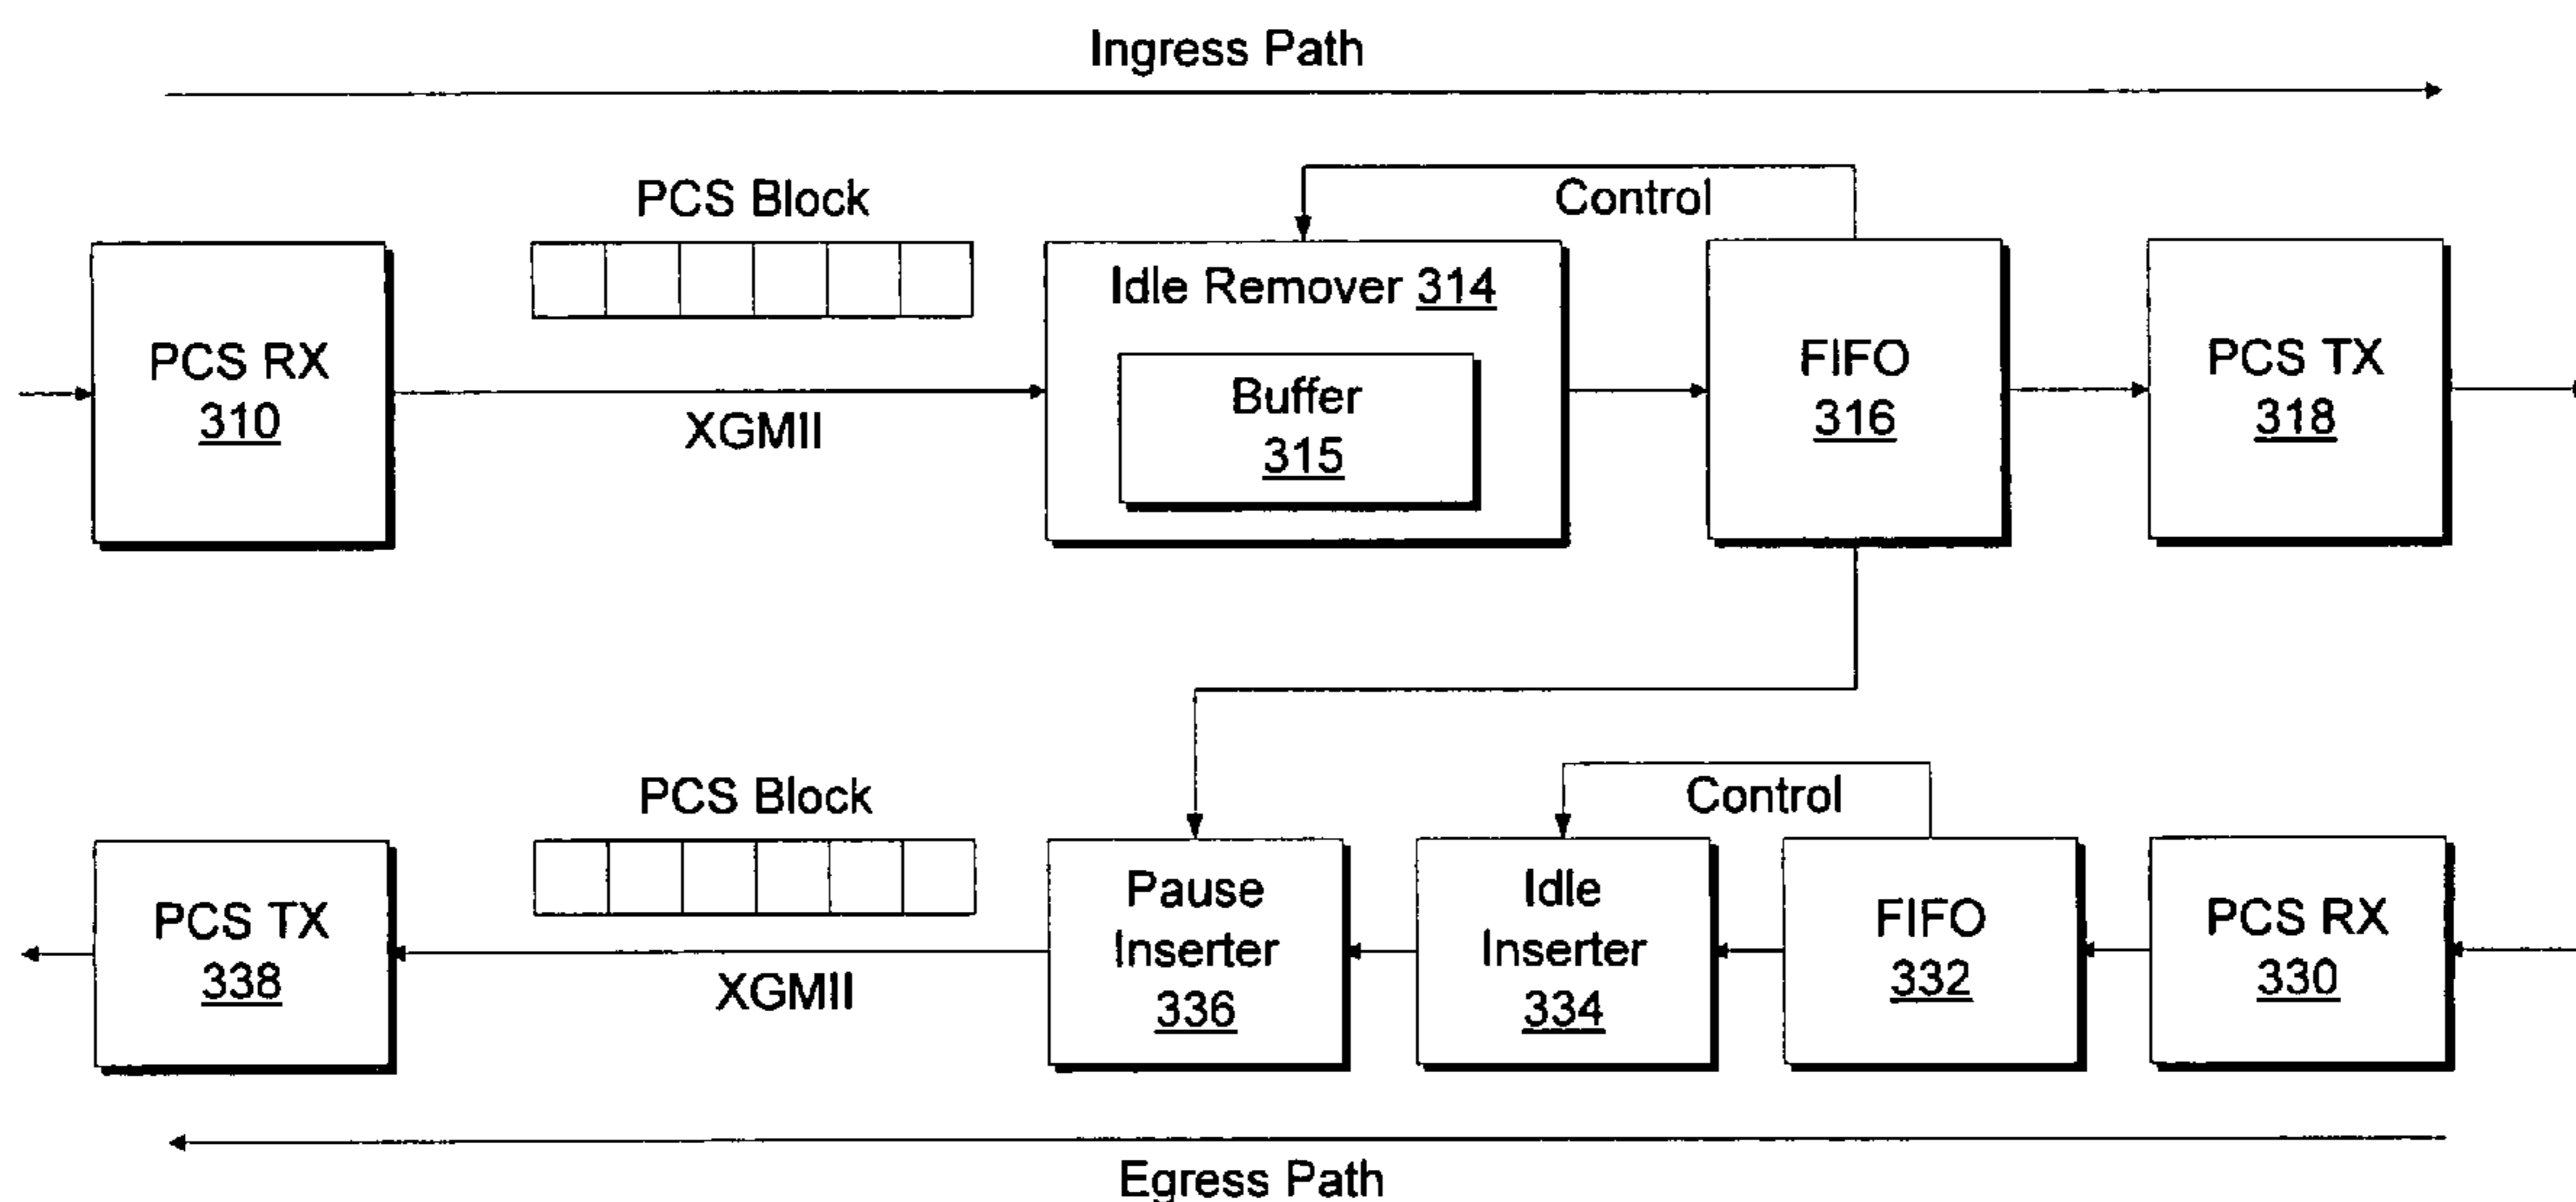 Ingress Path
PCS Block
Control
PCS RX
310
XGMII
Idle Remover 314
Buffer
315
FIFO
316
PCS TX
318
PCS Block
Control
PCS TX
338
XGMII
Pause
Inserter
336
Idle
Inserter
334
FIFO
332
PCS RX
330
Egress Path